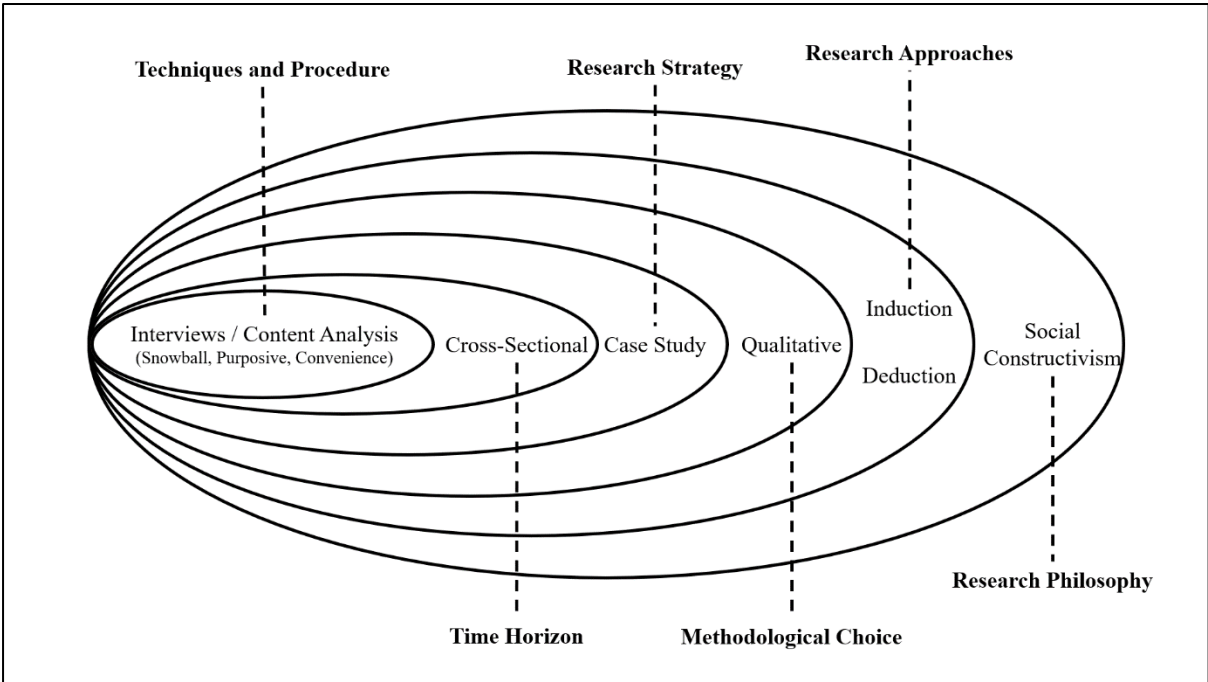 Research Approaches
Techniques and Procedure
Research Strategy
Induction
Interviews / Content Analysis
(Snowball, Purposive, Convenience)
Cross-Sectional
Case Study
Qualitative
Deduction
Social
Constructivism
Research Philosophy
Time Horizon
Methodological Choice